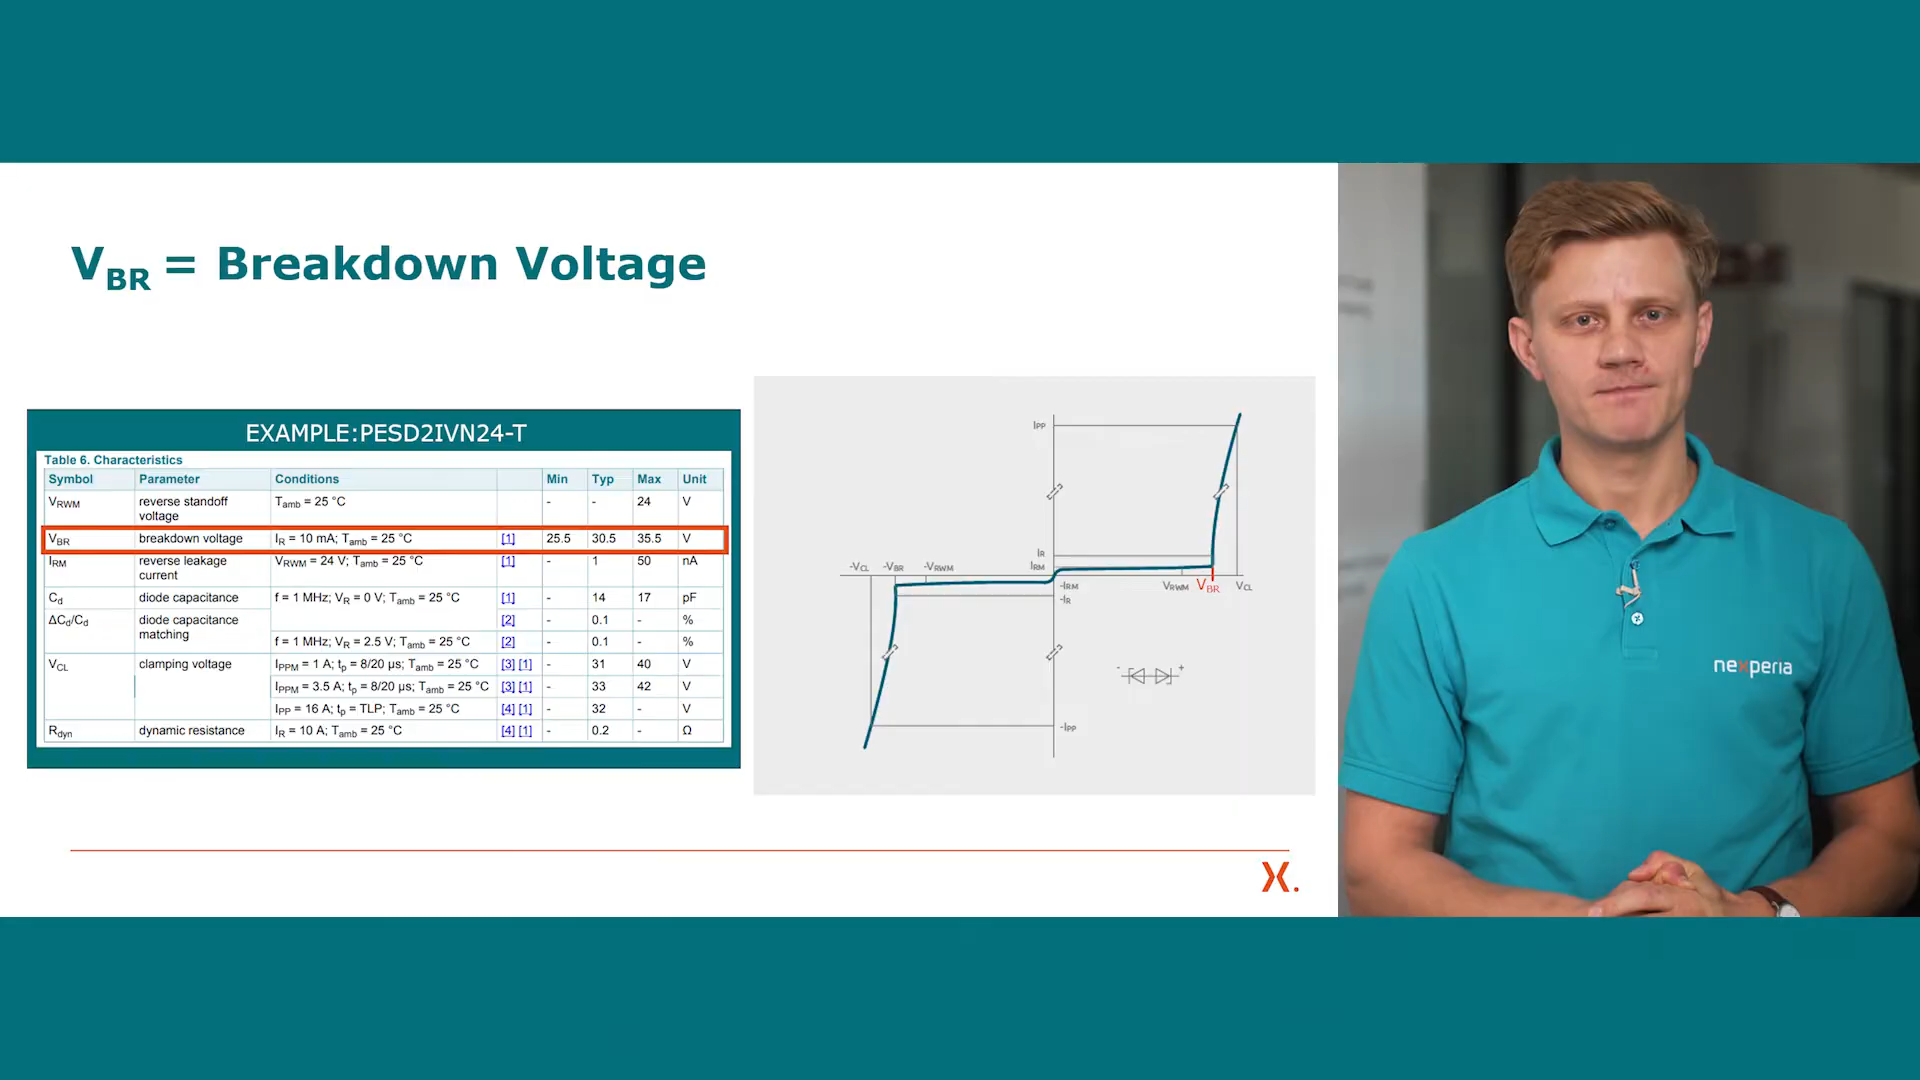 V_BR = Breakdown Voltage
EXAMPLE:PESD2IVN24-T
Table 6. Characteristics
Symbol Parameter Conditions Min Typ Max Unit
V_RWM reverse standoff voltage T_amb = 25 °C - - 24 V
V_BR breakdown voltage I_R = 10 mA; T_amb = 25 °C [1] 25.5 30.5 35.5 V
I_RM reverse leakage current V_RWM = 24 V; T_amb = 25 °C [1] - 1 50 nA
C_d diode capacitance f = 1 MHz; V_R = 0 V; T_amb = 25 °C [1] - 14 17 pF
ΔC_d/C_d diode capacitance matching [2] - 0.1 - %
f = 1 MHz; V_R = 2.5 V; T_amb = 25 °C [2] - 0.1 - %
V_CL clamping voltage I_PPM = 1 A; t_p = 8/20 µs; T_amb = 25 °C [3] [1] - 31 40 V
I_PPM = 3.5 A; t_p = 8/20 µs; T_amb = 25 °C [3] [1] - 33 42 V
I_PP = 16 A; t_p = TLP; T_amb = 25 °C [4] [1] - 32 - V
R_dyn dynamic resistance I_R = 10 A; T_amb = 25 °C [4] [1] - 0.2 - Ω
I_PP
I_R
I_RM
-V_CL -V_BR -V_RWM
-I_RM V_RWM V_BR V_CL
-I_R
- +
-I_PP
nexperia